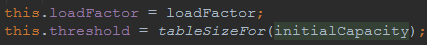 this.loadFactor = loadFactor;
this.threshold = tableSizeFor(initialCapacity);